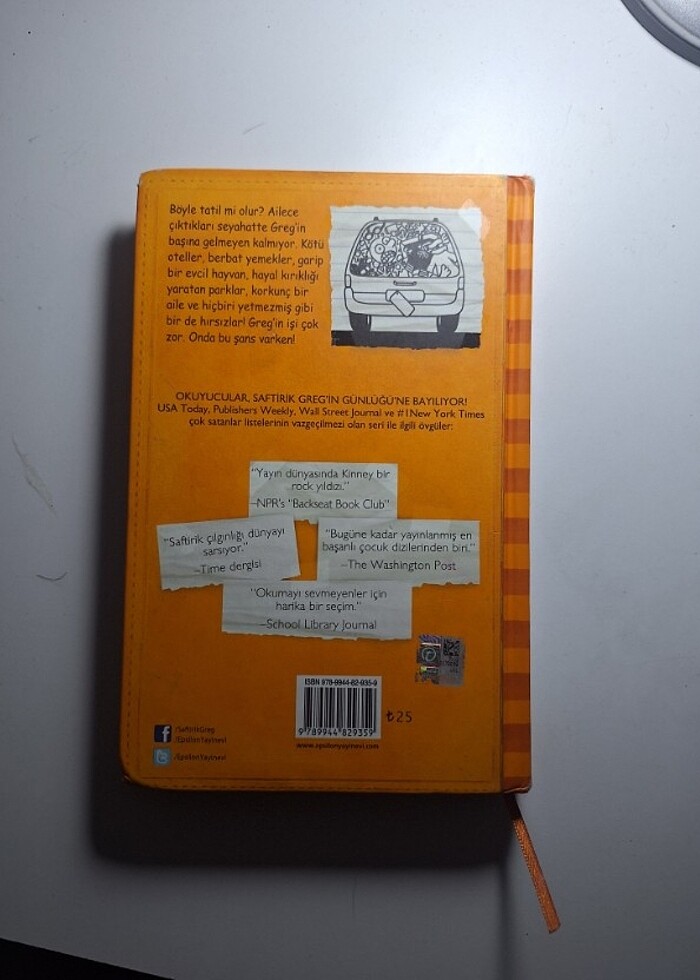 Böyle tatil mi olur? Ailece
çıktıkları seyahatte Greg'in
başına gelmeyen kalmıyor. Kötü
oteller, berbat yemekler, garip
bir evcil hayvan, hayal kırıklığı
yaratan parklar, korkunç bir
aile ve hiçbiri yetmezmiş gibi
bir de hırsızlar! Greg'in işi çok
zor. Onda bu şans varken!
OKUYUCULAR, SAFTİRİK GREG'İN GÜNLÜĞÜ'NE BAYILIYOR!
USA Today, Publishers Weekly, Wall Street Journal ve #1 New York Times
çok satanlar listelerinin vazgeçilmezi olan seri ile ilgili övgüler:
"Yayın dünyasında Kinney bir
rock yıldızı."
–NPR's "Backseat Book Club"
"Saftirik çılgınlığı dünyayı
sarsıyor."
–Time dergisi
"Bugüne kadar yayınlanmış en
başarılı çocuk dizilerinden biri."
–The Washington Post
"Okumayı sevmeyenler için
harika bir seçim."
–School Library Journal
ISBN 978-9944-82-935-9
9 789944 829359
₺25
www.epsilonyayinevi.com
/SaftirikGreg
/EpsilonYayinevi
/EpsilonYayinevi